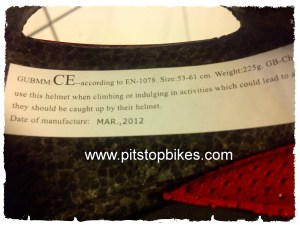 GUBMM, CE--according to EN-1078. Size:53-61 cm. Weight:225g. GB-Ch
use this helmet when climbing or indulging in activities which could lead to a
they should be caught up by their helmet.
Date of manufacture: MAR.,2012
www.pitstopbikes.com